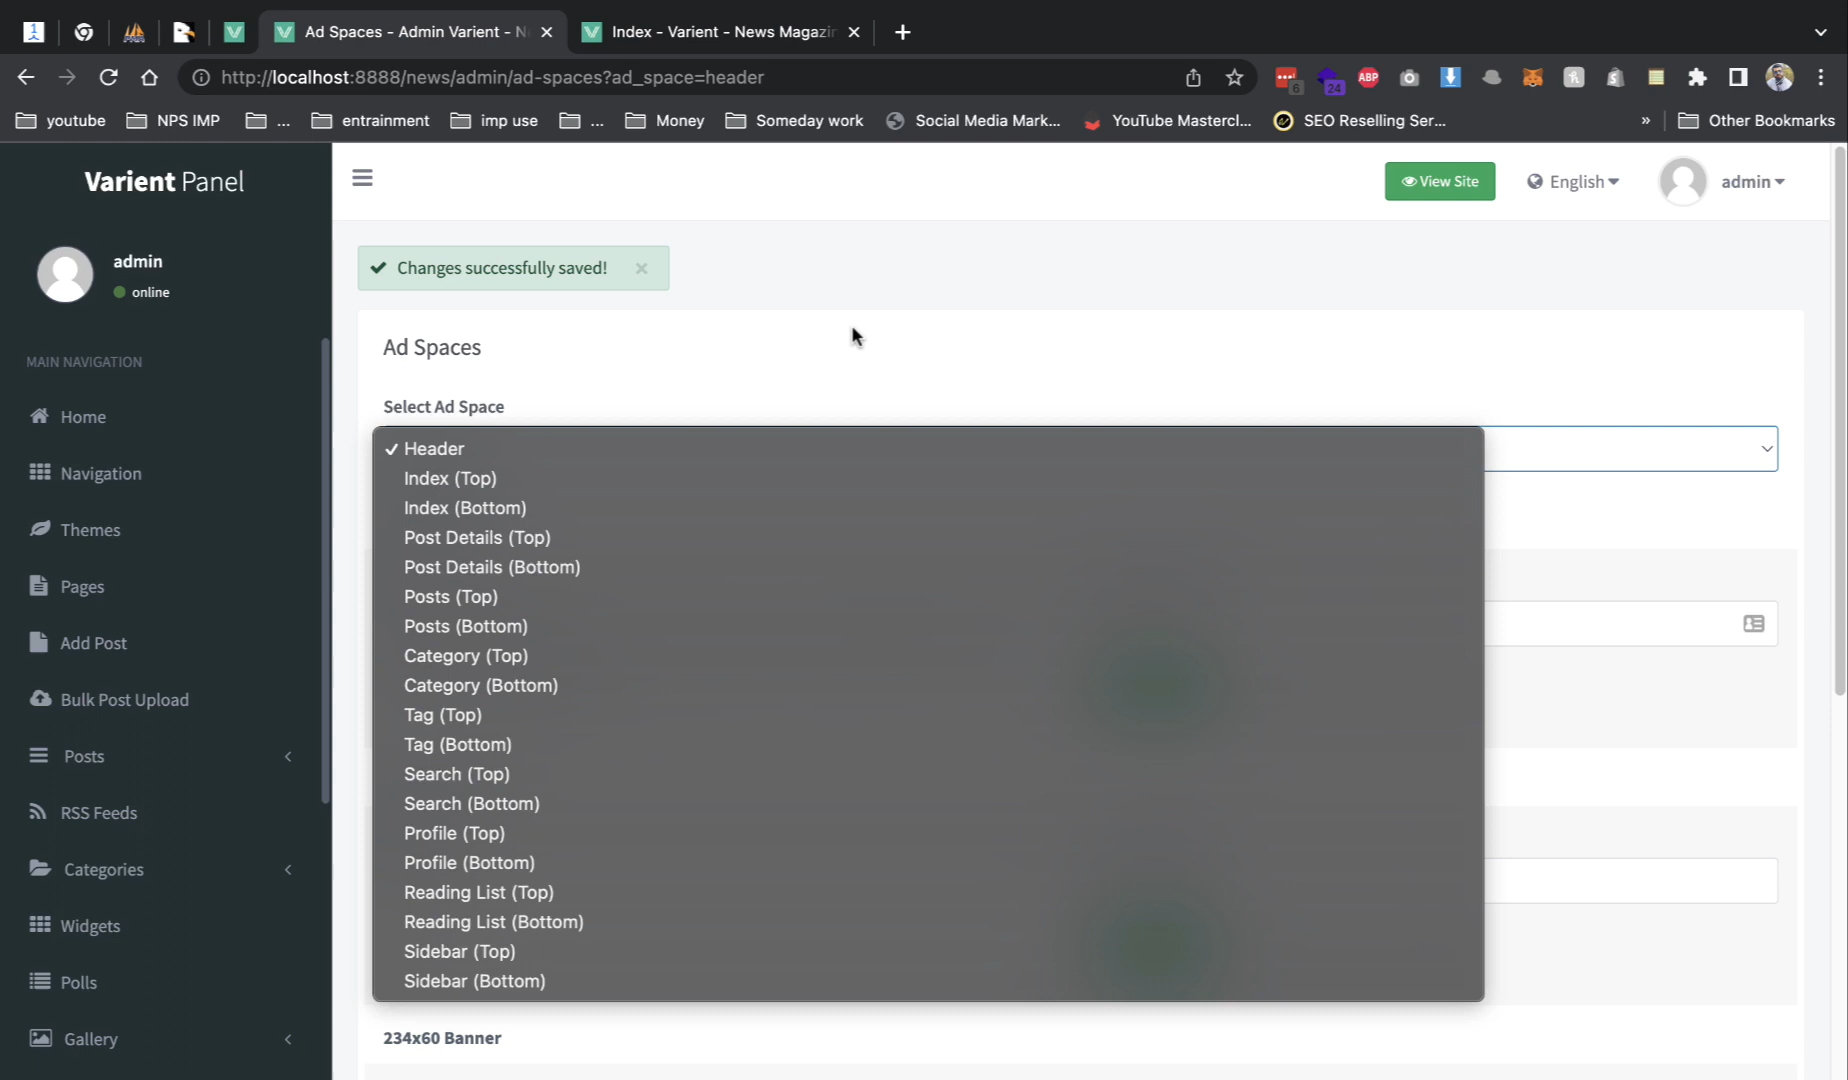 Ad Spaces - Admin Varient - N
Index - Varient - News Magazin
http://localhost:8888/news/admin/ad-spaces?ad_space=header
6
24
ABP
youtube
NPS IMP
...
entrainment
imp use
...
Money
Someday work
Social Media Mark...
YouTube Mastercl...
SEO Reselling Ser...
»
Other Bookmarks
Varient Panel
View Site
English
admin
admin
online
Changes successfully saved!
MAIN NAVIGATION
Home
Navigation
Themes
Pages
Add Post
Bulk Post Upload
Posts
RSS Feeds
Categories
Widgets
Polls
Gallery
Ad Spaces
Select Ad Space
Header
Index (Top)
Index (Bottom)
Post Details (Top)
Post Details (Bottom)
Posts (Top)
Posts (Bottom)
Category (Top)
Category (Bottom)
Tag (Top)
Tag (Bottom)
Search (Top)
Search (Bottom)
Profile (Top)
Profile (Bottom)
Reading List (Top)
Reading List (Bottom)
Sidebar (Top)
Sidebar (Bottom)
234x60 Banner